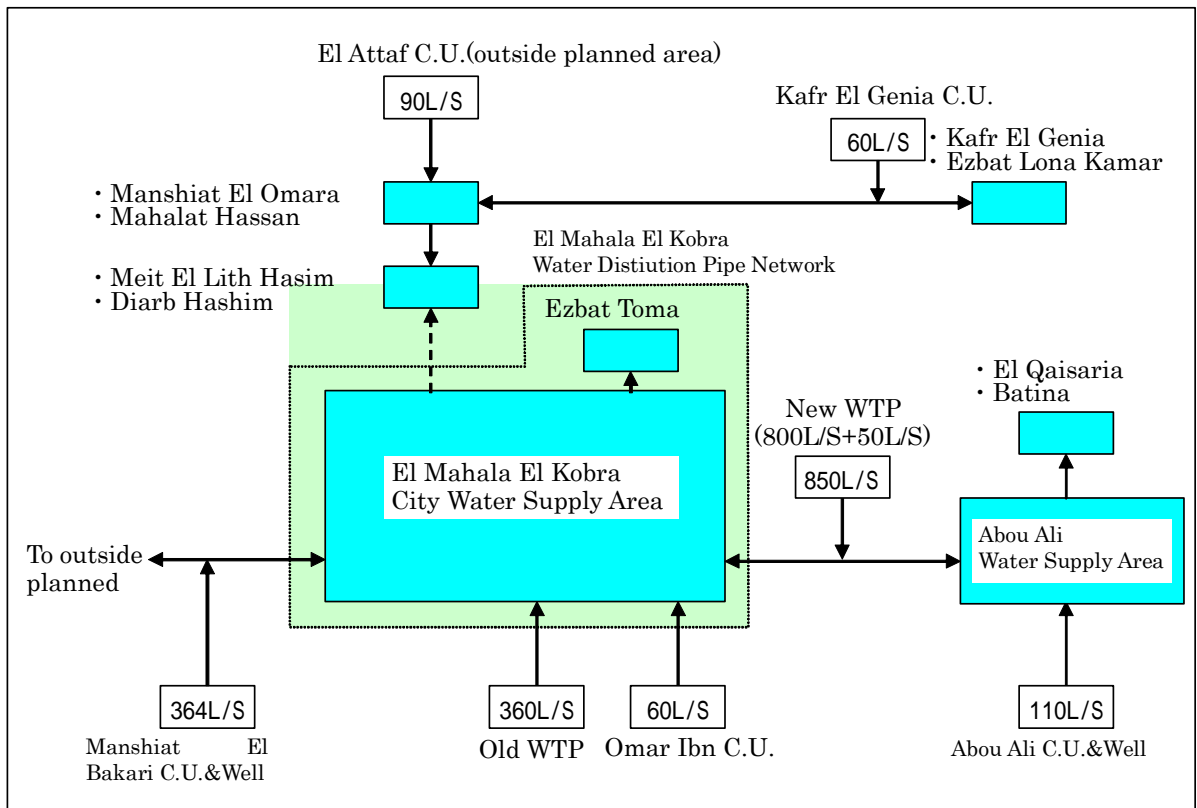 El Attaf C.U.(outside planned area)
90L/S
Kafr El Genia C.U.
60L/S
・Kafr El Genia
・Ezbat Lona Kamar
・Manshiat El Omara
・Mahalat Hassan
El Mahala El Kobra
Water Distiution Pipe Network
・Meit El Lith Hasim
・Diarb Hashim
Ezbat Toma
・El Qaisaria
・Batina
New WTP
(800L/S+50L/S)
850L/S
El Mahala El Kobra
City Water Supply Area
Abou Ali
Water Supply Area
To outside
planned
364L/S
Manshiat El
Bakari C.U.&Well
360L/S
Old WTP
60L/S
Omar Ibn C.U.
110L/S
Abou Ali C.U.&Well